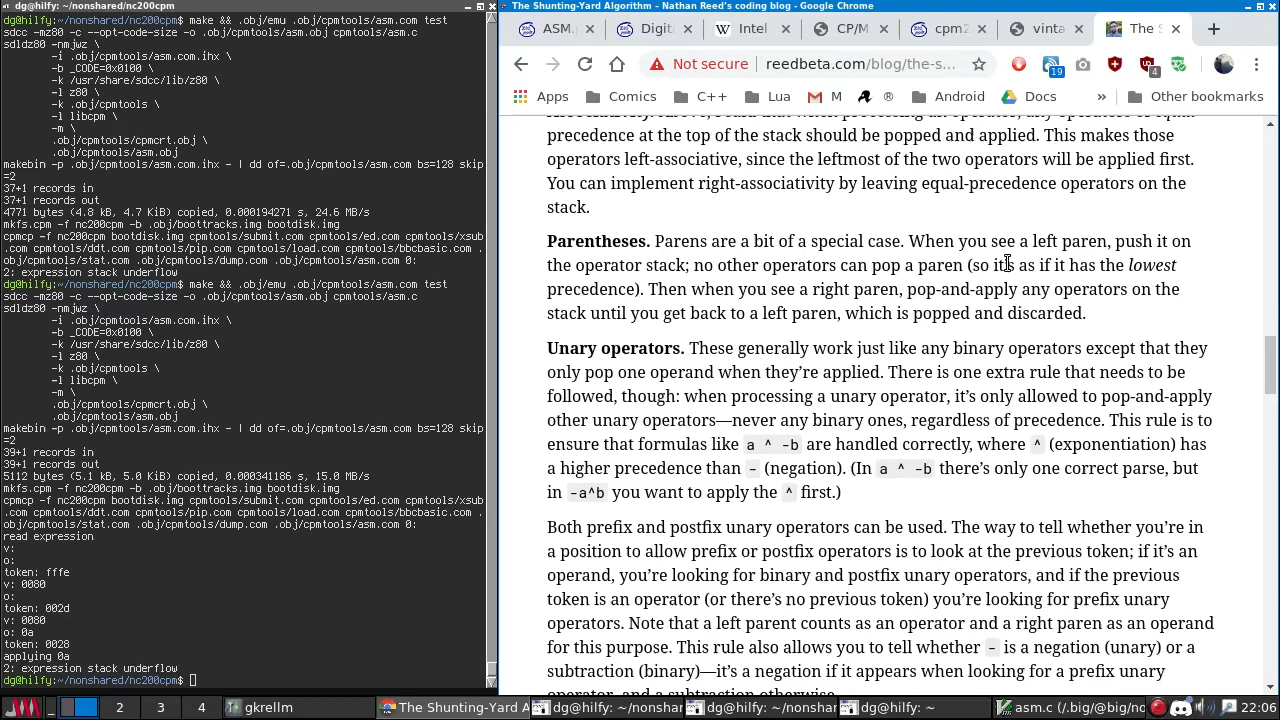 dg@hilfy: ~/nonshared/nc200cpm
dg@hilfy:~/nonshared/nc200cpm$ make && .obj/emu .obj/cpmtools/asm.com test
sdcc -mz80 -c --opt-code-size -o .obj/cpmtools/asm.obj cpmtools/asm.c
sdldz80 -nmjwz \
-i .obj/cpmtools/asm.com.ihx \
-b _CODE=0x0100 \
-k /usr/share/sdcc/lib/z80 \
-l z80 \
-k .obj/cpmtools \
-l libcpm \
-m \
.obj/cpmtools/cpmcrt.obj \
.obj/cpmtools/asm.obj
makebin -p .obj/cpmtools/asm.com.ihx - | dd of=.obj/cpmtools/asm.com bs=128 skip
=2
37+1 records in
37+1 records out
4771 bytes (4.8 kB, 4.7 KiB) copied, 0.000194271 s, 24.6 MB/s
mkfs.cpm -f nc200cpm -b .obj/boottracks.img bootdisk.img
cpmcp -f nc200cpm bootdisk.img cpmtools/submit.com cpmtools/ed.com cpmtools/xsub
.com cpmtools/ddt.com cpmtools/pip.com cpmtools/load.com cpmtools/bbcbasic.com .
obj/cpmtools/stat.com .obj/cpmtools/dump.com .obj/cpmtools/asm.com 0:
2: expression stack underflow
dg@hilfy:~/nonshared/nc200cpm$ make && .obj/emu .obj/cpmtools/asm.com test
sdcc -mz80 -c --opt-code-size -o .obj/cpmtools/asm.obj cpmtools/asm.c
sdldz80 -nmjwz \
-i .obj/cpmtools/asm.com.ihx \
-b _CODE=0x0100 \
-k /usr/share/sdcc/lib/z80 \
-l z80 \
-k .obj/cpmtools \
-l libcpm \
-m \
.obj/cpmtools/cpmcrt.obj \
.obj/cpmtools/asm.obj
makebin -p .obj/cpmtools/asm.com.ihx - | dd of=.obj/cpmtools/asm.com bs=128 skip
=2
39+1 records in
39+1 records out
5112 bytes (5.1 kB, 5.0 KiB) copied, 0.000341186 s, 15.0 MB/s
mkfs.cpm -f nc200cpm -b .obj/boottracks.img bootdisk.img
cpmcp -f nc200cpm bootdisk.img cpmtools/submit.com cpmtools/ed.com cpmtools/xsub
.com cpmtools/ddt.com cpmtools/pip.com cpmtools/load.com cpmtools/bbcbasic.com .
obj/cpmtools/stat.com .obj/cpmtools/dump.com .obj/cpmtools/asm.com 0:
read expression
v:
o:
token: fffe
v: 0080
o:
token: 002d
v: 0080
o: 0a
token: 0028
applying 0a
2: expression stack underflow
dg@hilfy:~/nonshared/nc200cpm$
The Shunting-Yard Algorithm – Nathan Reed's coding blog - Google Chrome
ASM. Digit Intel CP/M cpm2 vinta The S
Not secure reedbeta.com/blog/the-s... 19 4
Apps Comics C++ Lua M ® Android Docs » Other bookmarks
precedence at the top of the stack should be popped and applied. This makes those
operators left-associative, since the leftmost of the two operators will be applied first.
You can implement right-associativity by leaving equal-precedence operators on the
stack.
Parentheses. Parens are a bit of a special case. When you see a left paren, push it on
the operator stack; no other operators can pop a paren (so it's as if it has the lowest
precedence). Then when you see a right paren, pop-and-apply any operators on the
stack until you get back to a left paren, which is popped and discarded.
Unary operators. These generally work just like any binary operators except that they
only pop one operand when they’re applied. There is one extra rule that needs to be
followed, though: when processing a unary operator, it’s only allowed to pop-and-apply
other unary operators—never any binary ones, regardless of precedence. This rule is to
ensure that formulas like a ^ -b are handled correctly, where ^ (exponentiation) has
a higher precedence than - (negation). (In a ^ -b there’s only one correct parse, but
in -a^b you want to apply the ^ first.)
Both prefix and postfix unary operators can be used. The way to tell whether you’re in
a position to allow prefix or postfix operators is to look at the previous token; if it’s an
operand, you’re looking for binary and postfix unary operators, and if the previous
token is an operator (or there’s no previous token) you’re looking for prefix unary
operators. Note that a left parent counts as an operator and a right paren as an operand
for this purpose. This rule also allows you to tell whether - is a negation (unary) or a
subtraction (binary)—it’s a negation if it appears when looking for a prefix unary
operator, and a subtraction otherwise.
2 3 4 gkrellm The Shunting-Yard A dg@hilfy: ~/nonshar dg@hilfy: ~/nonshar dg@hilfy: ~ asm.c (/.big/@big/no 22:06